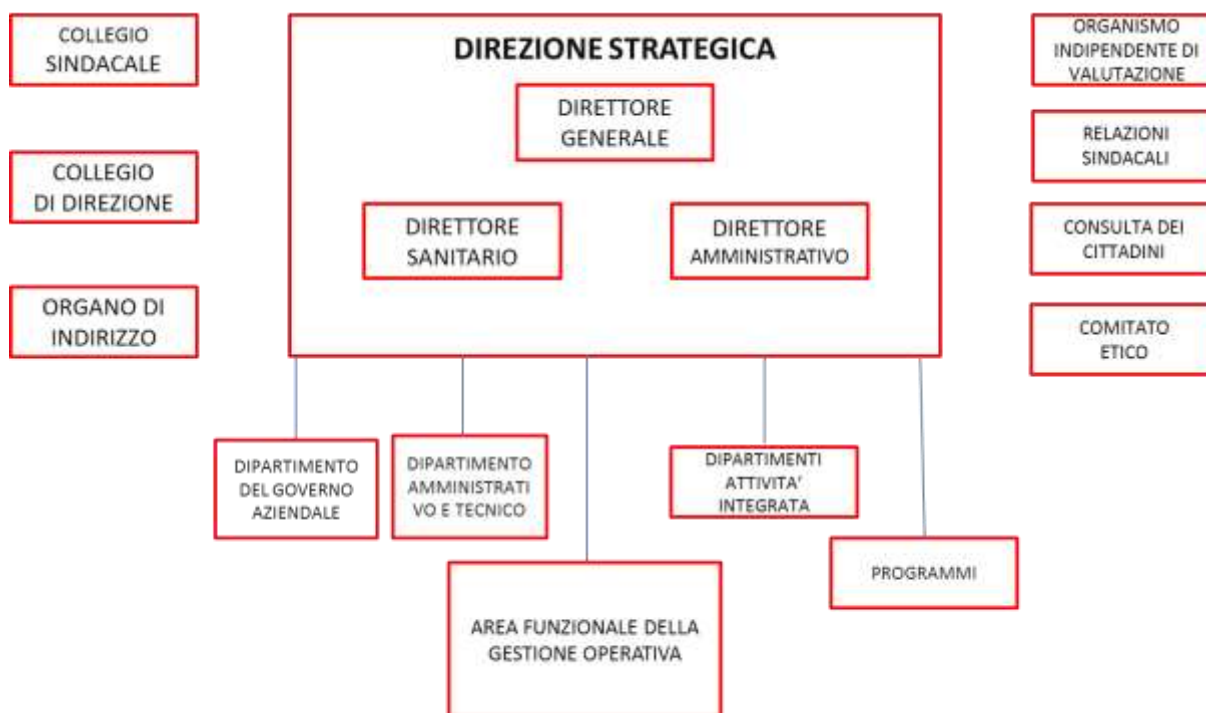 COLLEGIO
SINDACALE
COLLEGIO
DI DIREZIONE
ORGANO DI
INDIRIZZO
DIREZIONE STRATEGICA
DIRETTORE
GENERALE
DIRETTORE
SANITARIO
DIRETTORE
AMMINISTRATIVO
ORGANISMO
INDIPENDENTE DI
VALUTAZIONE
RELAZIONI
SINDACALI
CONSULTA DEI
CITTADINI
COMITATO
ETICO
DIPARTIMENTO
DEL GOVERNO
AZIENDALE
DIPARTIMENTO
AMMINISTRATI
VO E TECNICO
DIPARTIMENTI
ATTIVITA’
INTEGRATA
PROGRAMMI
AREA FUNZIONALE DELLA
GESTIONE OPERATIVA